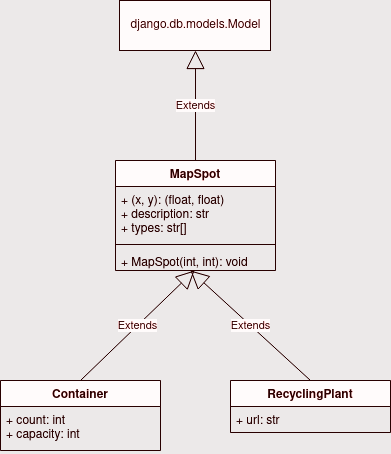 django.db.models.Model
Extends
MapSpot
+ (x, y): (float, float)
+ description: str
+ types: str[]
+ MapSpot(int, int): void
Extends
Extends
Container
+ count: int
+ capacity: int
RecyclingPlant
+ url: str